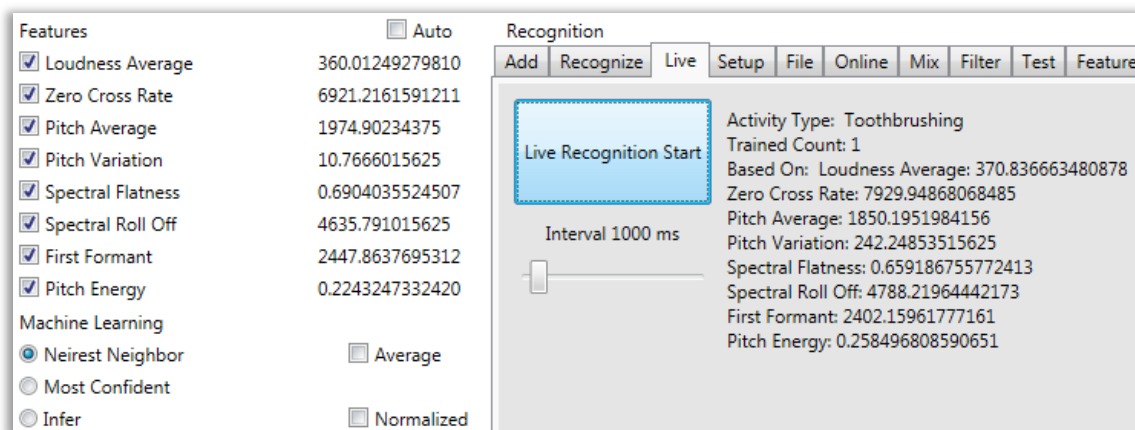 Features Auto
Loudness Average 360.01249279810
Zero Cross Rate 6921.2161591211
Pitch Average 1974.90234375
Pitch Variation 10.7666015625
Spectral Flatness 0.6904035524507
Spectral Roll Off 4635.791015625
First Formant 2447.8637695312
Pitch Energy 0.2243247332420
Machine Learning
Neirest Neighbor Average
Most Confident
Infer Normalized
Recognition
Add Recognize Live Setup File Online Mix Filter Test Feature
Live Recognition Start
Interval 1000 ms
Activity Type: Toothbrushing
Trained Count: 1
Based On: Loudness Average: 370.836663480878
Zero Cross Rate: 7929.94868068485
Pitch Average: 1850.1951984156
Pitch Variation: 242.24853515625
Spectral Flatness: 0.659186755772413
Spectral Roll Off: 4788.21964442173
First Formant: 2402.15961777161
Pitch Energy: 0.258496808590651